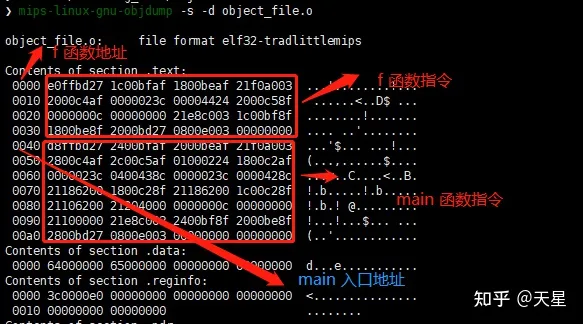 > mips-linux-gnu-objdump -s -d object_file.o
f 函数地址
object_file.o:     file format elf32-tradlittlemips
Contents of section .text:
f 函数指令
 0000 e0ffbd27 1c00bfaf 1800beaf 21f0a003  ...'........!...
 0010 2000c4af 0000023c 00004424 2000c58f   ......<..D$ ...
 0020 0000000c 00000000 21e8c003 1c00bf8f  ........!.......
 0030 1800be8f 2000bd27 0800e003 00000000  .... ..'........
 0040 d8ffbd27 2400bfaf 2000beaf 21f0a003  ...'$... ...!...
 0050 2800c4af 2c00c5af 01000224 1800c2af  (...,......$....
 0060 0000023c 0400438c 0000023c 0000428c  ...<..C....<..B.
 0070 21186200 1800c28f 21186200 1c00c28f  !.b.....!.b.....
 0080 21106200 21204000 0000000c 00000000  !.b.! @.........
 0090 21100000 21e8c003 2400bf8f 2000be8f  !...!...$... ...
 00a0 2800bd27 0800e003 00000000 00000000  (..'............
main 函数指令
Contents of section .data:
 0000 64000000 65000000 00000000 00000000  d...e...........
main 入口地址
Contents of section .reginfo:
 0000 3c0000e0 00000000 00000000 00000000  <...............
 0010 00000000 00000000                    ........
知乎 @天星